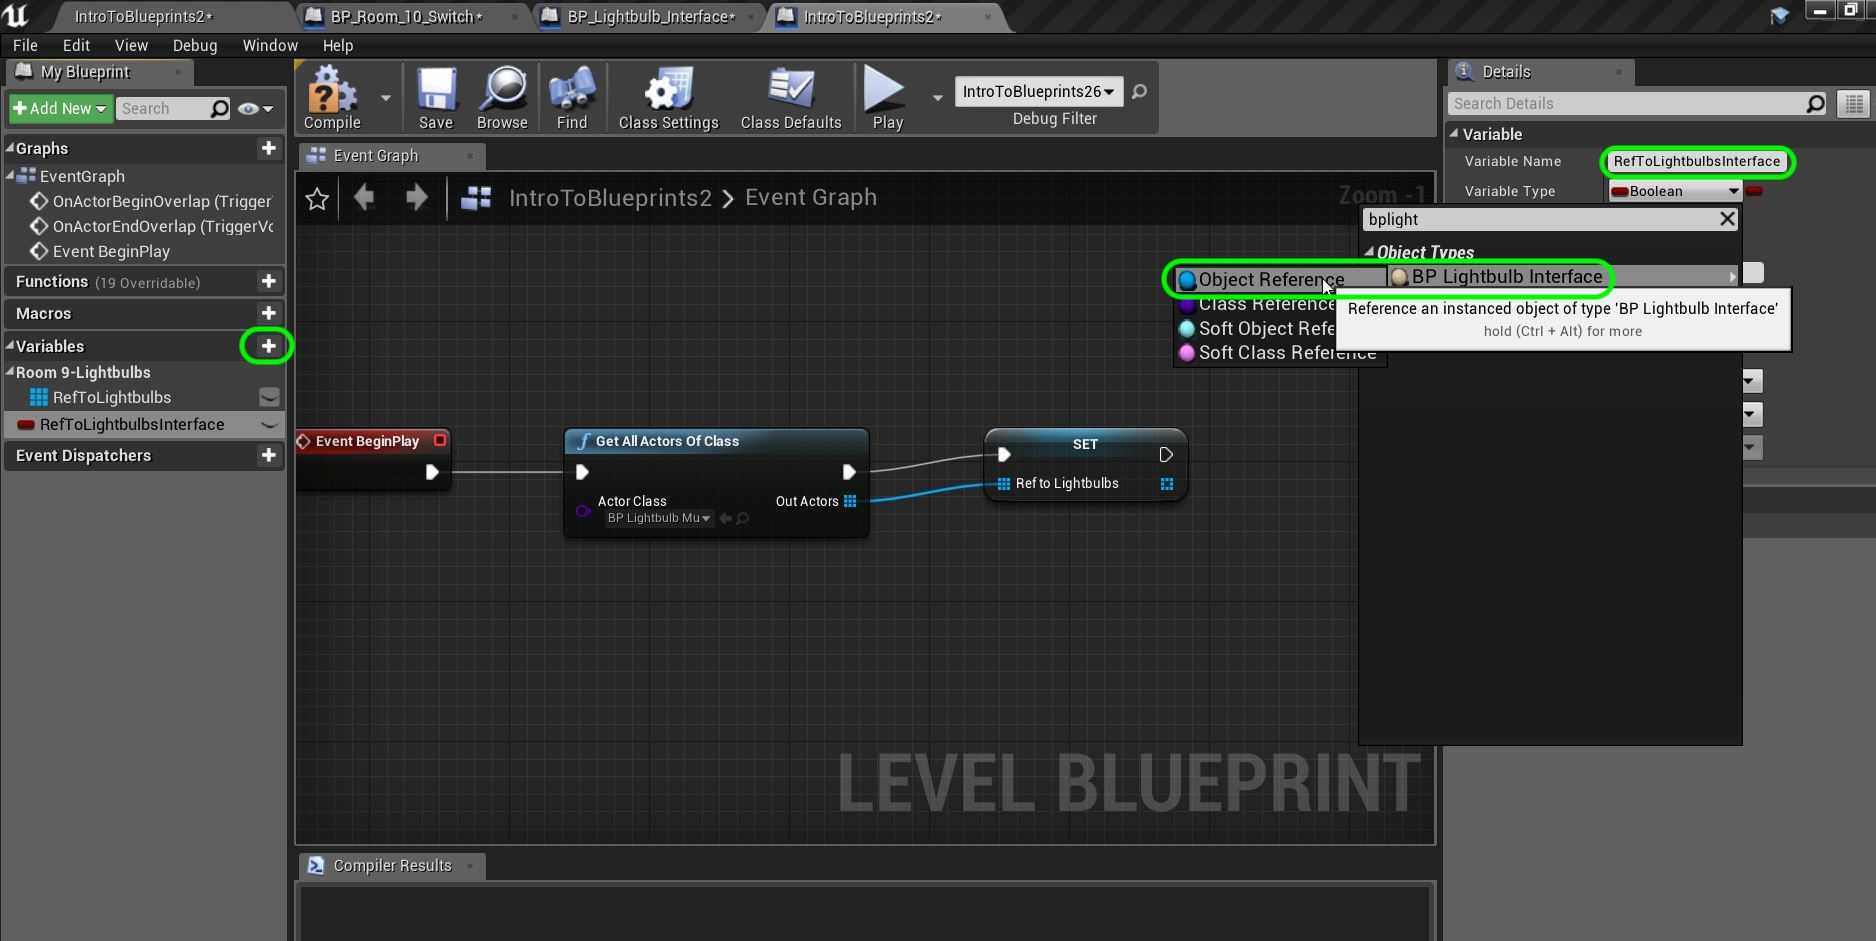 IntroToBlueprints2*
BP_Room_10_Switch*
BP_Lightbulb_Interface*
IntroToBlueprints2*
File Edit View Debug Window Help
My Blueprint
Add New
Search
Graphs
EventGraph
OnActorBeginOverlap (Trigger
OnActorEndOverlap (TriggerVo
Event BeginPlay
Functions (19 Overridable)
Macros
Variables
Room 9-Lightbulbs
RefToLightbulbs
RefToLightbulbsInterface
Event Dispatchers
Compile
Save
Browse
Find
Class Settings
Class Defaults
Play
IntroToBlueprints26
Debug Filter
Event Graph
IntroToBlueprints2 > Event Graph
Zoom -1
Event BeginPlay
Get All Actors Of Class
Actor Class
BP Lightbulb Mu
Out Actors
SET
Ref to Lightbulbs
LEVEL BLUEPRINT
Compiler Results
Details
Search Details
Variable
Variable Name
RefToLightbulbsInterface
Variable Type
Boolean
bplight
Object Types
BP Lightbulb Interface
Object Reference
Class Reference
Soft Object Refe
Soft Class Reference
Reference an instanced object of type 'BP Lightbulb Interface'
hold (Ctrl + Alt) for more